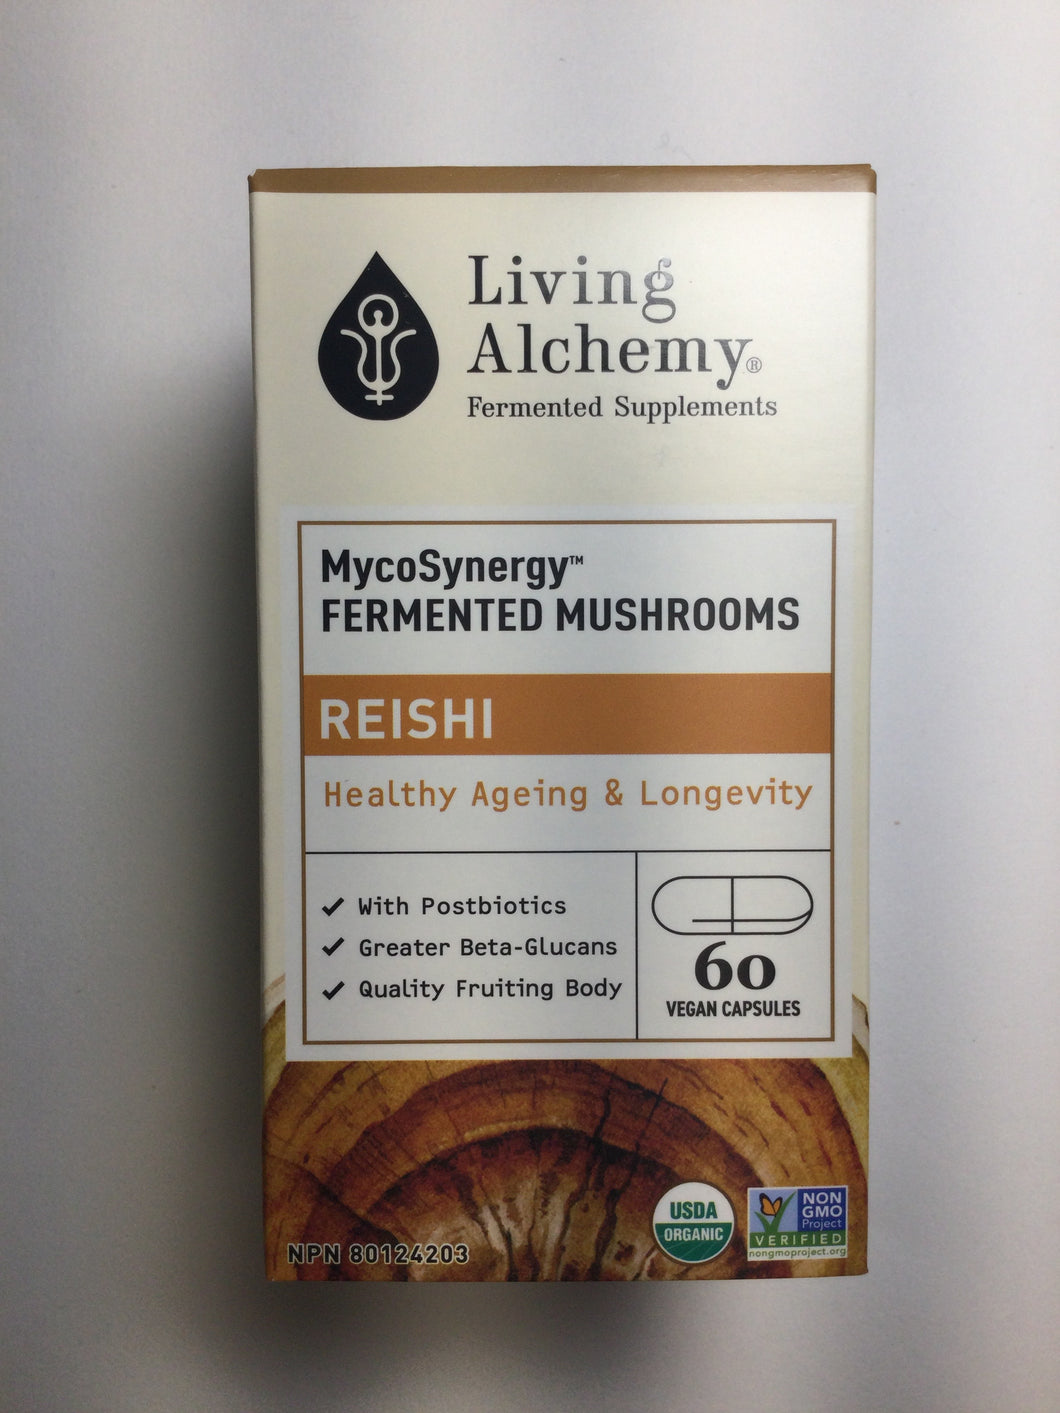 Living
Alchemy®
Fermented Supplements
MycoSynergy™
FERMENTED MUSHROOMS
REISHI
Healthy Ageing & Longevity
✓ With Postbiotics
✓ Greater Beta-Glucans
✓ Quality Fruiting Body
60
VEGAN CAPSULES
NPN 80124203
USDA
ORGANIC
NON
GMO
Project
VERIFIED
nongmoproject.org